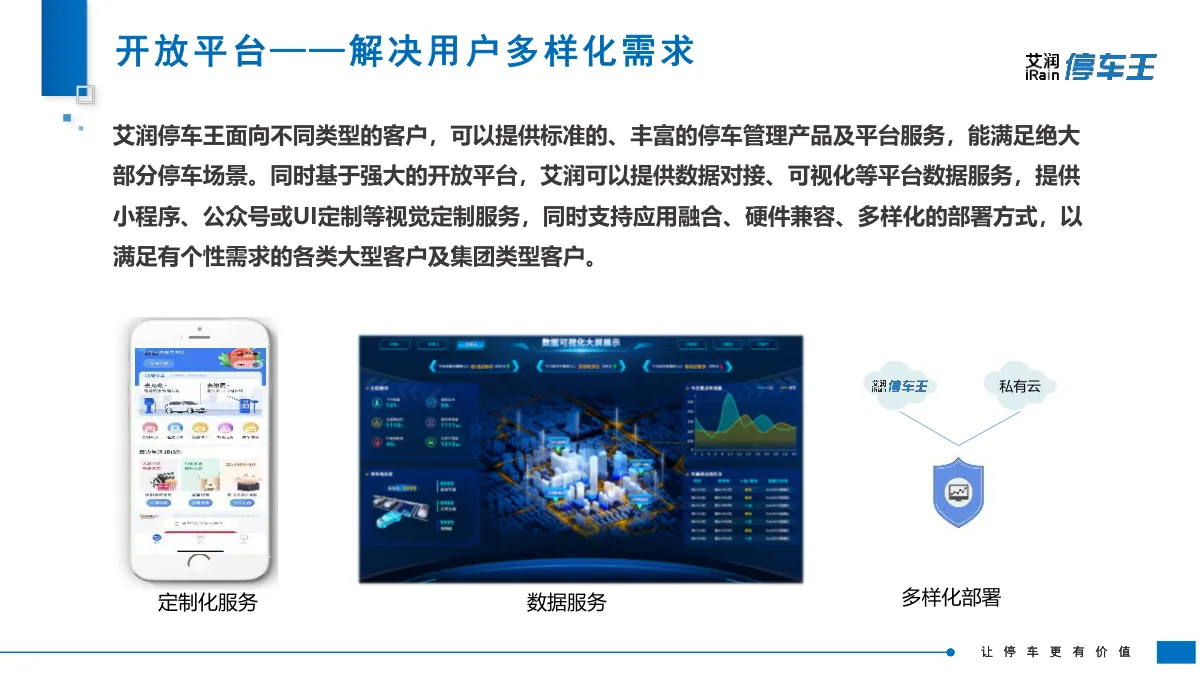 开放平台——解决用户多样化需求
艾润
iRain
停车王
艾润停车王面向不同类型的客户，可以提供标准的、丰富的停车管理产品及平台服务，能满足绝大
部分停车场景。同时基于强大的开放平台，艾润可以提供数据对接、可视化等平台数据服务，提供
小程序、公众号或UI定制等视觉定制服务，同时支持应用融合、硬件兼容、多样化的部署方式，以
满足有个性需求的各类大型客户及集团类型客户。
数据可视化大屏展示
停车王
私有云
定制化服务
数据服务
多样化部署
让停车更有价值